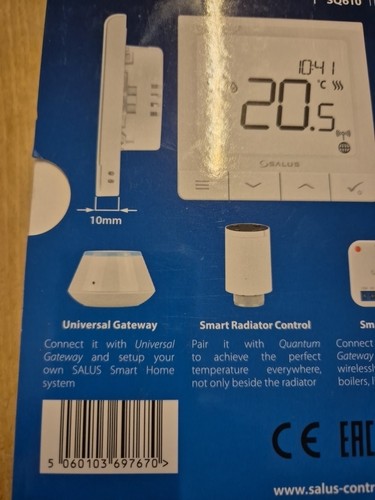 SQ610
10:41
°C
20.5
SALUS
10mm
Universal Gateway
Connect it with Universal
Gateway and setup your
own SALUS Smart Home
system
Smart Radiator Control
Pair it with Quantum
to achieve the perfect
temperature everywhere,
not only beside the radiator
Sm
Connect
Gateway
wirelessl
boilers,
CE EAC
5 060103 697670 >
www.salus-contr